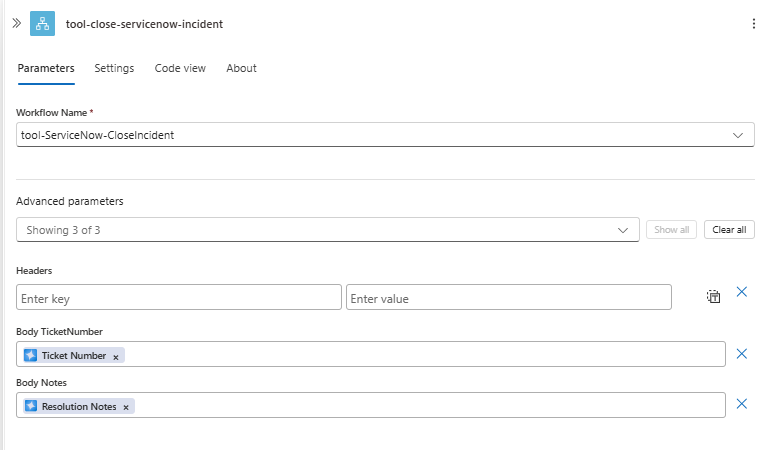 tool-close-servicenow-incident
Parameters Settings Code view About
Workflow Name *
tool-ServiceNow-CloseIncident
Advanced parameters
Showing 3 of 3 Show all Clear all
Headers
Enter key Enter value
Body TicketNumber
Ticket Number ×
Body Notes
Resolution Notes ×